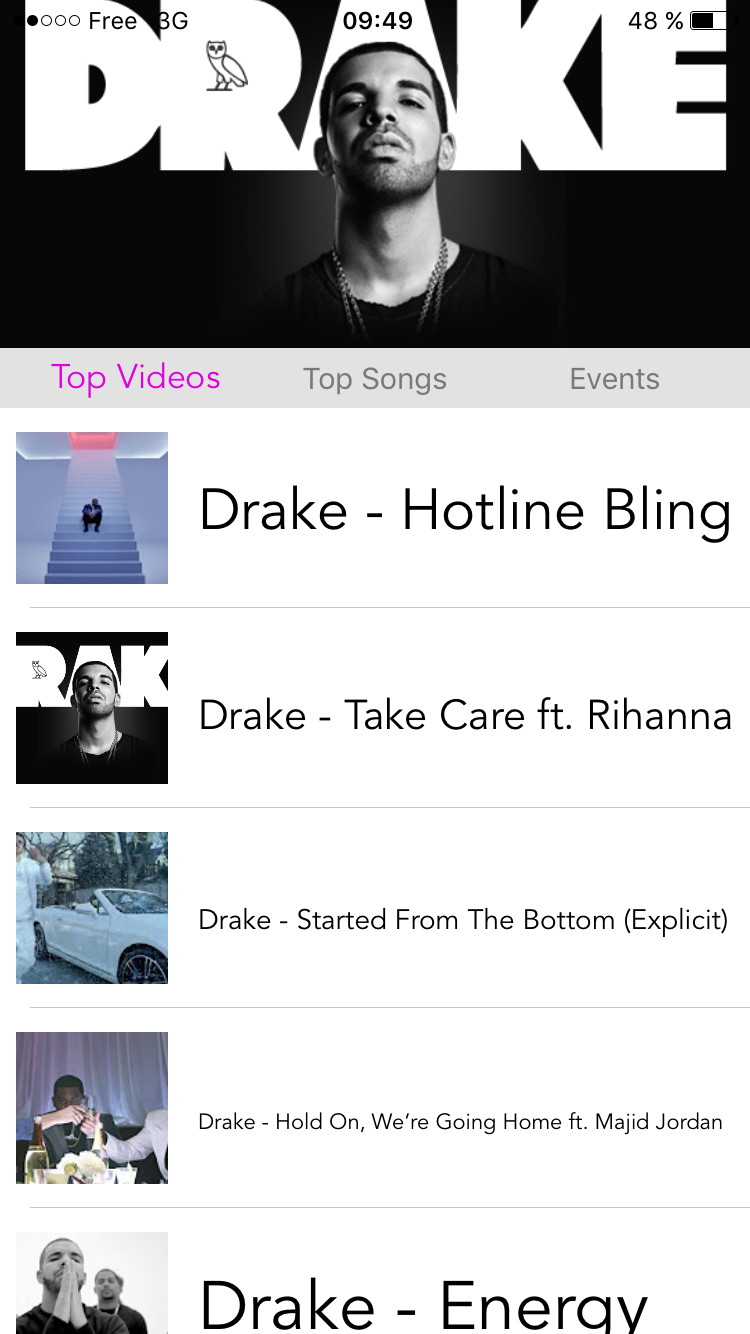 Free 3G 09:49 48 %
DRAKE
Top Videos Top Songs Events
Drake - Hotline Bling
RAK
Drake - Take Care ft. Rihanna
Drake - Started From The Bottom (Explicit)
Drake - Hold On, We’re Going Home ft. Majid Jordan
Drake - Energy